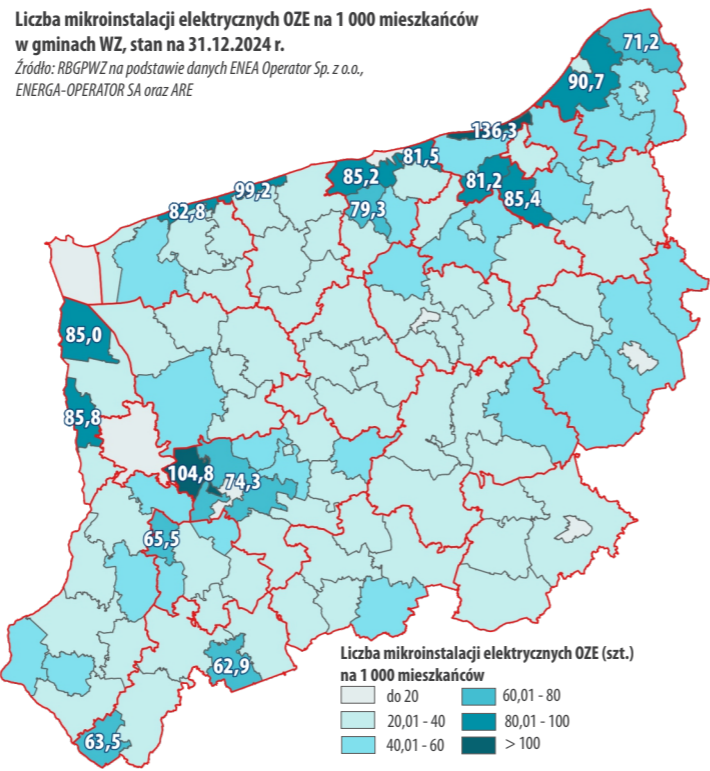 Liczba mikroinstalacji elektrycznych OZE na 1 000 mieszkańców
w gminach WZ, stan na 31.12.2024 r.
Źródło: RBGPWZ na podstawie danych ENEA Operator Sp. z o.o.,
ENERGA-OPERATOR SA oraz ARE
71,2
90,7
136,3
81,5
85,2
81,2
85,4
99,2
82,8
79,3
85,0
85,8
104,8
74,3
65,5
62,9
63,5
Liczba mikroinstalacji elektrycznych OZE (szt.)
na 1 000 mieszkańców
do 20
20,01 - 40
40,01 - 60
60,01 - 80
80,01 - 100
> 100